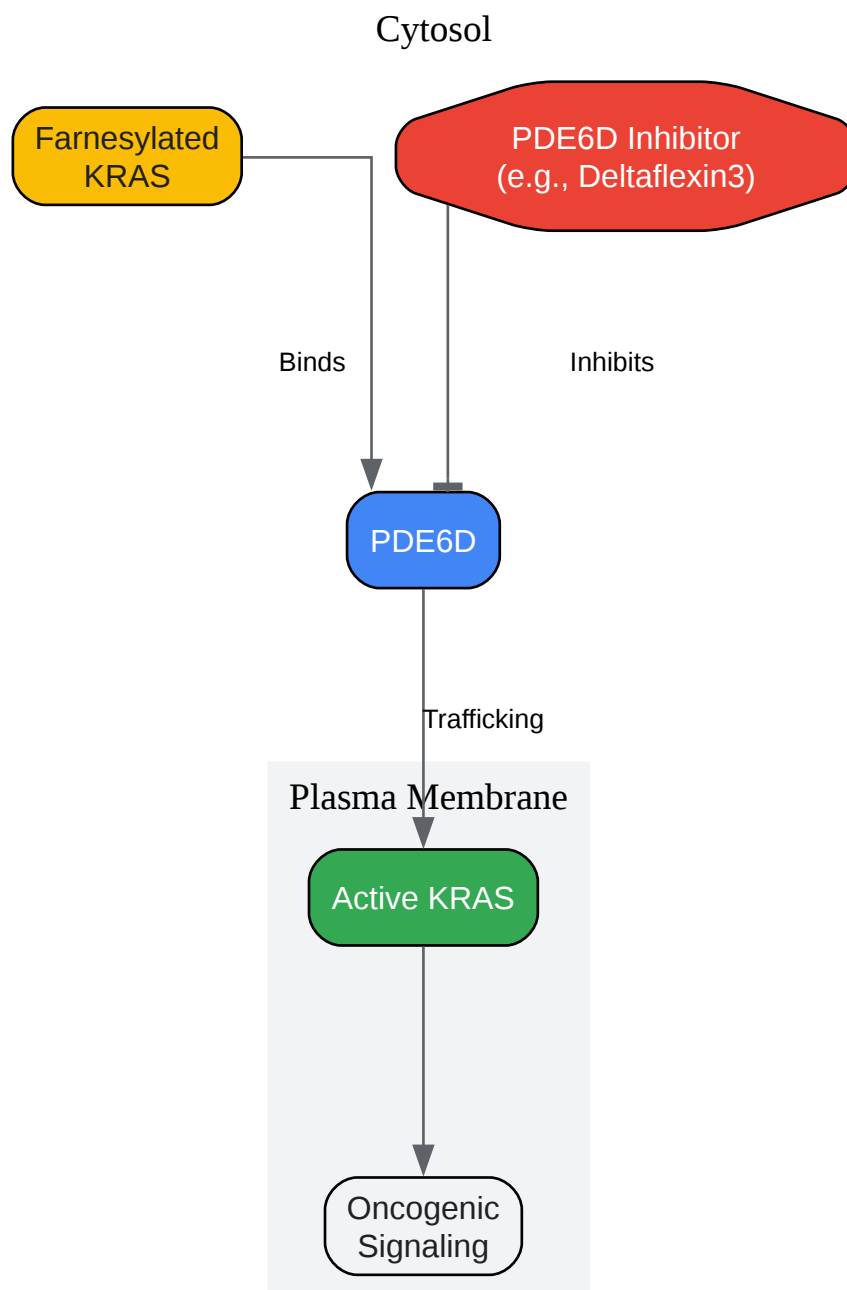 Cytosol
Farnesylated
KRAS
PDE6D Inhibitor
(e.g., Deltaflexin3)
Binds
Inhibits
PDE6D
Trafficking
Plasma Membrane
Active KRAS
Oncogenic
Signaling